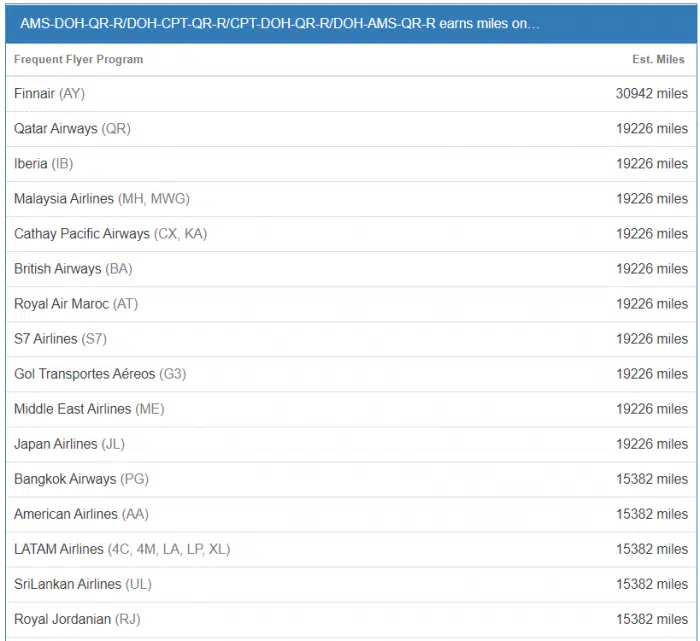 AMS-DOH-QR-R/DOH-CPT-QR-R/CPT-DOH-QR-R/DOH-AMS-QR-R earns miles on…
Frequent Flyer Program Est. Miles
Finnair (AY) 30942 miles
Qatar Airways (QR) 19226 miles
Iberia (IB) 19226 miles
Malaysia Airlines (MH, MWG) 19226 miles
Cathay Pacific Airways (CX, KA) 19226 miles
British Airways (BA) 19226 miles
Royal Air Maroc (AT) 19226 miles
S7 Airlines (S7) 19226 miles
Gol Transportes Aéreos (G3) 19226 miles
Middle East Airlines (ME) 19226 miles
Japan Airlines (JL) 19226 miles
Bangkok Airways (PG) 15382 miles
American Airlines (AA) 15382 miles
LATAM Airlines (4C, 4M, LA, LP, XL) 15382 miles
SriLankan Airlines (UL) 15382 miles
Royal Jordanian (RJ) 15382 miles